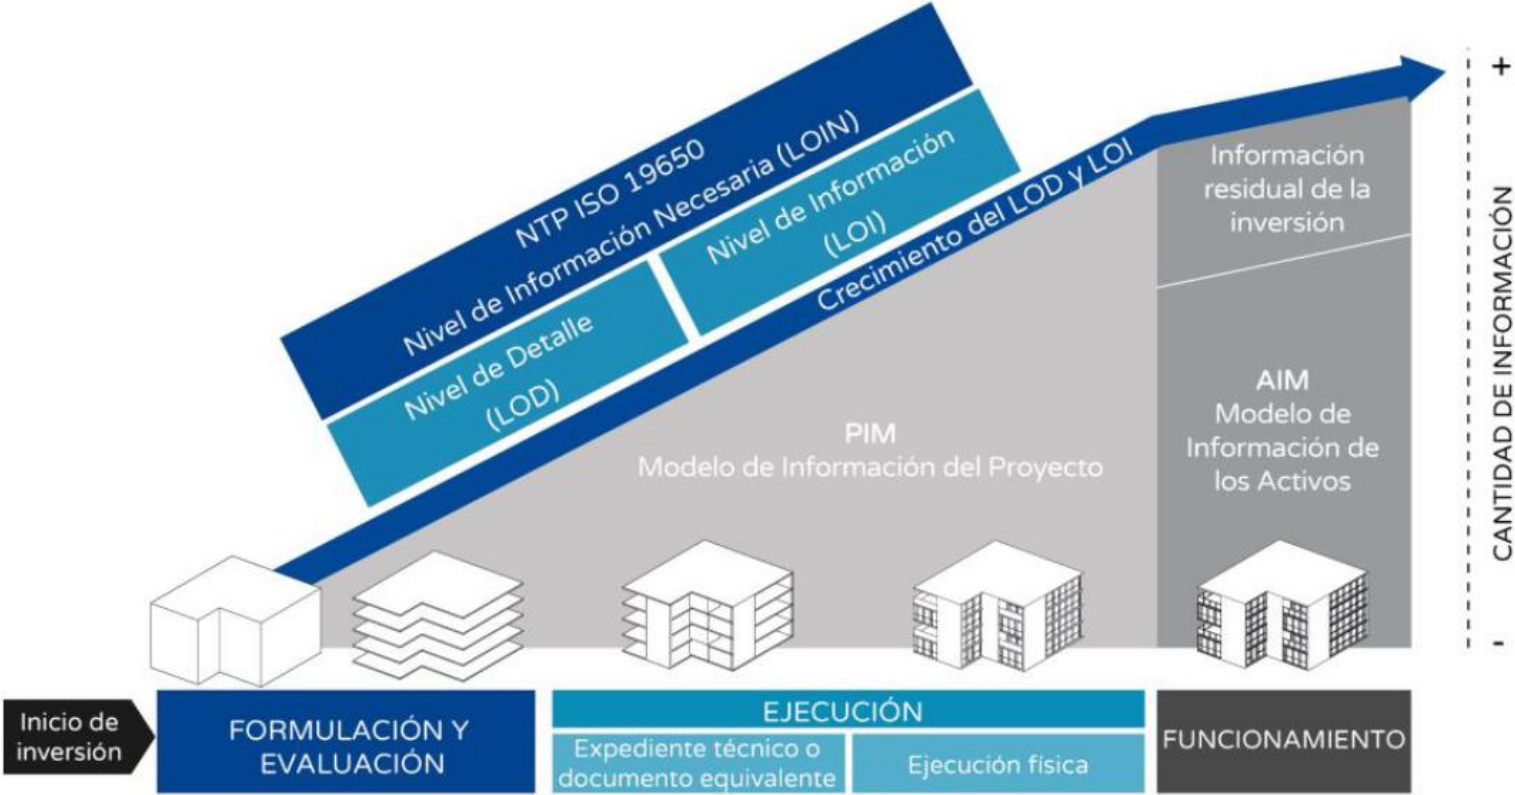 NTP ISO 19650
Nivel de Información Necesaria (LOIN)
Nivel de Detalle
(LOD)
Nivel de Información
(LOI)
Crecimiento del LOD y LOI
Información
residual de la
inversión
PIM
Modelo de Información del Proyecto
AIM
Modelo de
Información de
los Activos
+
CANTIDAD DE INFORMACIÓN
-
Inicio de
inversión
FORMULACIÓN Y
EVALUACIÓN
EJECUCIÓN
Expediente técnico o
documento equivalente
Ejecución física
FUNCIONAMIENTO